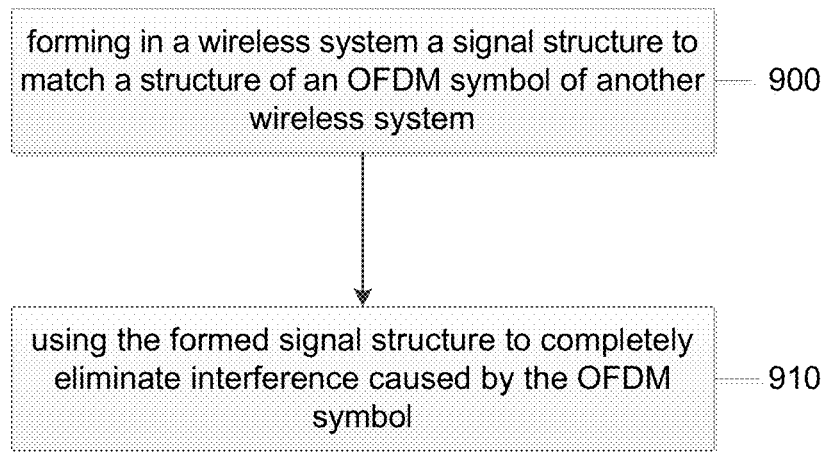 forming in a wireless system a signal structure to
match a structure of an OFDM symbol of another
wireless system
900
using the formed signal structure to completely
eliminate interference caused by the OFDM
symbol
910